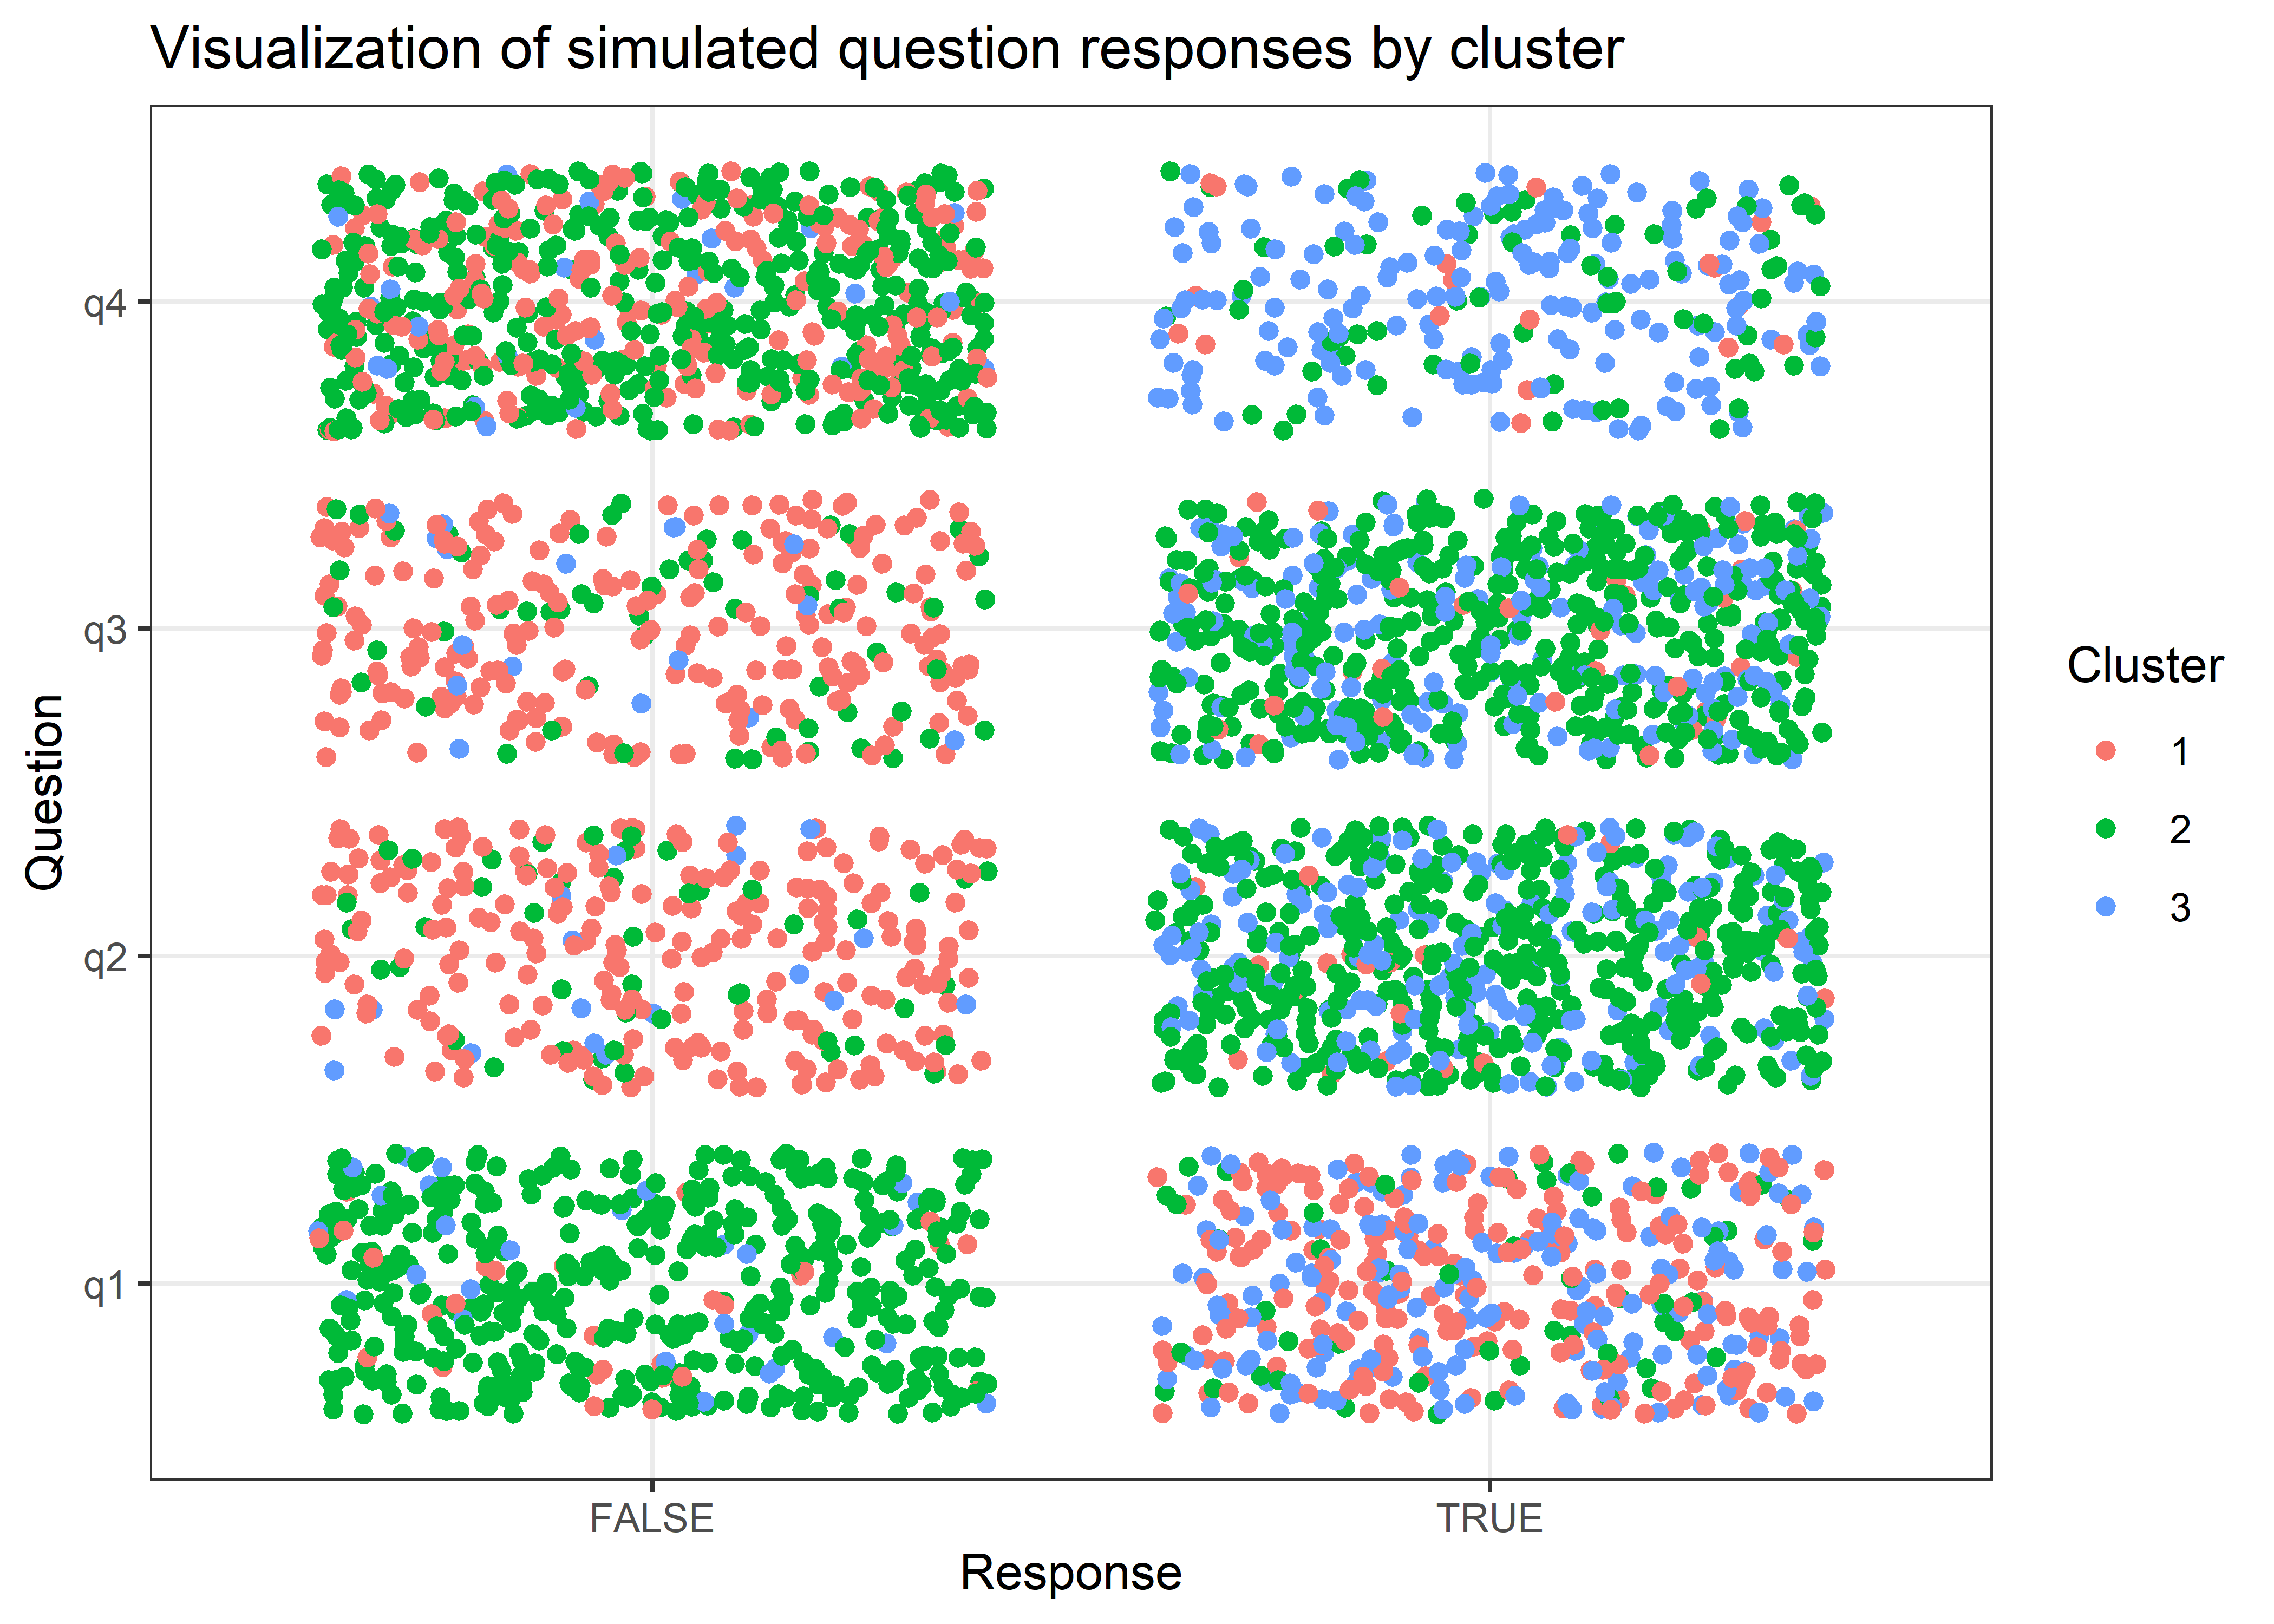 Visualization of simulated question responses by cluster
q4
q3
q2
q1
Question
FALSE
TRUE
Response
Cluster
1
2
3